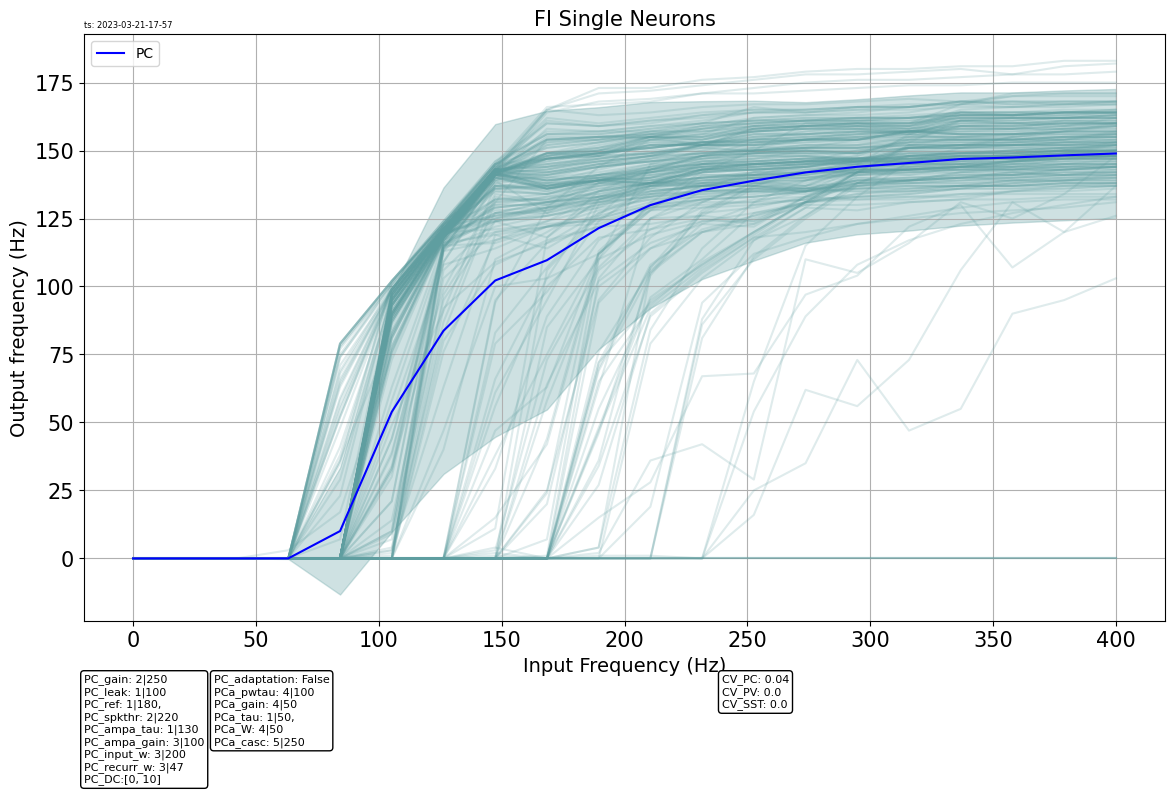 FI Single Neurons
ts: 2023-03-21-17-57
PC
175
150
125
100
75
50
25
0
Output frequency (Hz)
0 50 100 150 200 250 300 350 400
Input Frequency (Hz)
PC_gain: 2|250
PC_leak: 1|100
PC_ref: 1|180,
PC_spkthr: 2|220
PC_ampa_tau: 1|130
PC_ampa_gain: 3|100
PC_input_w: 3|200
PC_recurr_w: 3|47
PC_DC:[0, 10]
PC_adaptation: False
PCa_pwtau: 4|100
PCa_gain: 4|50
PCa_tau: 1|50,
PCa_W: 4|50
PCa_casc: 5|250
CV_PC: 0.04
CV_PV: 0.0
CV_SST: 0.0